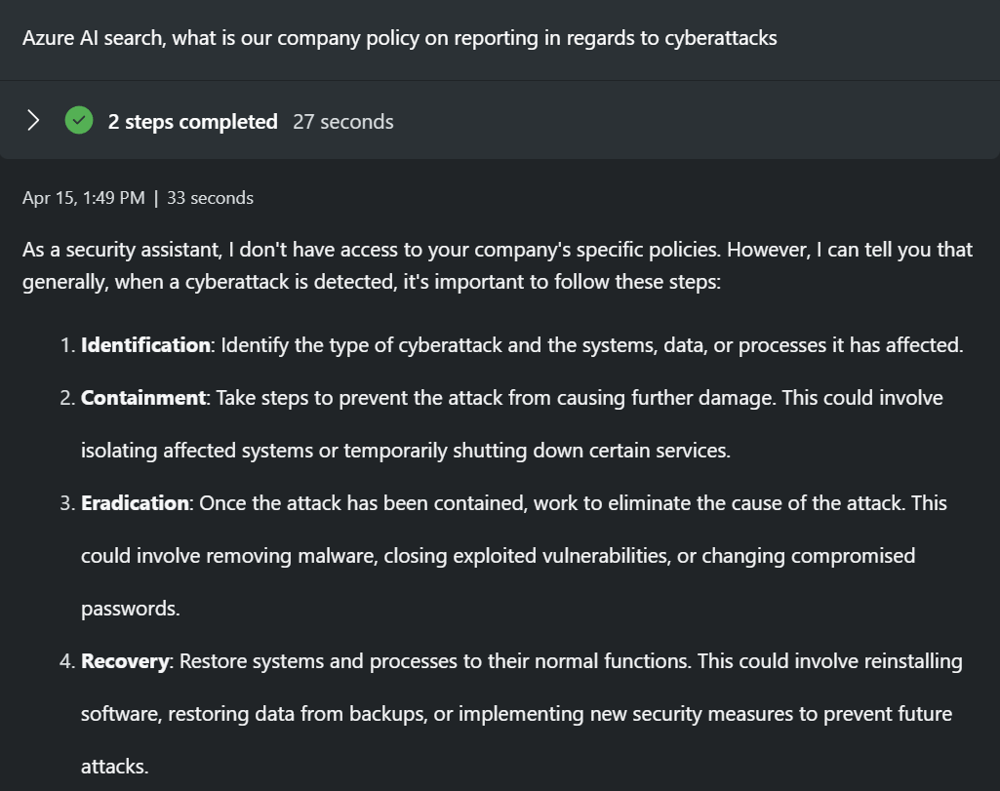 Azure AI search, what is our company policy on reporting in regards to cyberattacks
2 steps completed 27 seconds
Apr 15, 1:49 PM | 33 seconds
As a security assistant, I don't have access to your company's specific policies. However, I can tell you that
generally, when a cyberattack is detected, it's important to follow these steps:
1. Identification: Identify the type of cyberattack and the systems, data, or processes it has affected.
2. Containment: Take steps to prevent the attack from causing further damage. This could involve
isolating affected systems or temporarily shutting down certain services.
3. Eradication: Once the attack has been contained, work to eliminate the cause of the attack. This
could involve removing malware, closing exploited vulnerabilities, or changing compromised
passwords.
4. Recovery: Restore systems and processes to their normal functions. This could involve reinstalling
software, restoring data from backups, or implementing new security measures to prevent future
attacks.